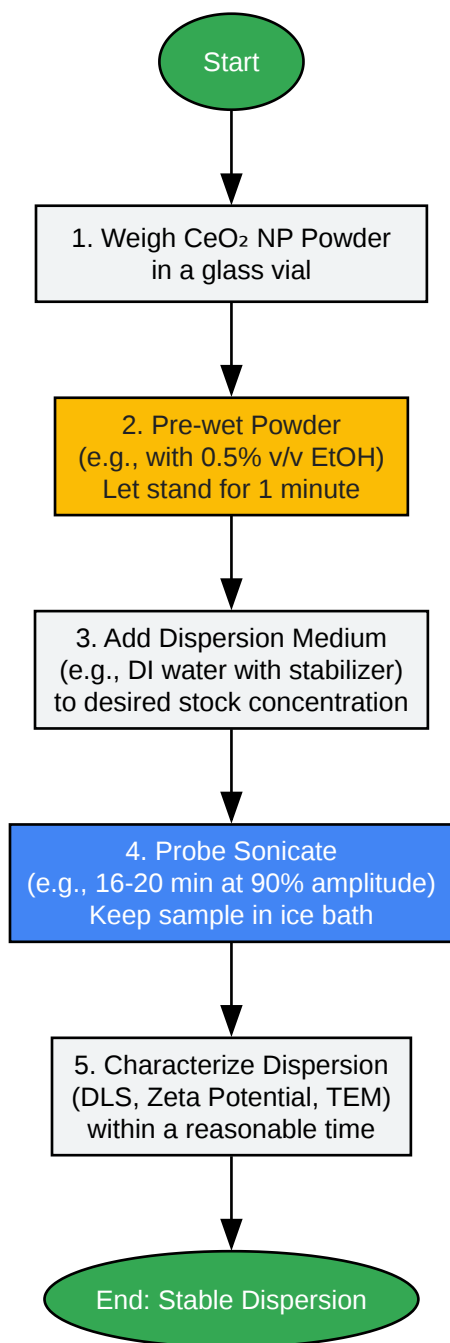 Start
1. Weigh CeO₂ NP Powder
in a glass vial
2. Pre-wet Powder
(e.g., with 0.5% v/v EtOH)
Let stand for 1 minute
3. Add Dispersion Medium
(e.g., DI water with stabilizer)
to desired stock concentration
4. Probe Sonicate
(e.g., 16-20 min at 90% amplitude)
Keep sample in ice bath
5. Characterize Dispersion
(DLS, Zeta Potential, TEM)
within a reasonable time
End: Stable Dispersion